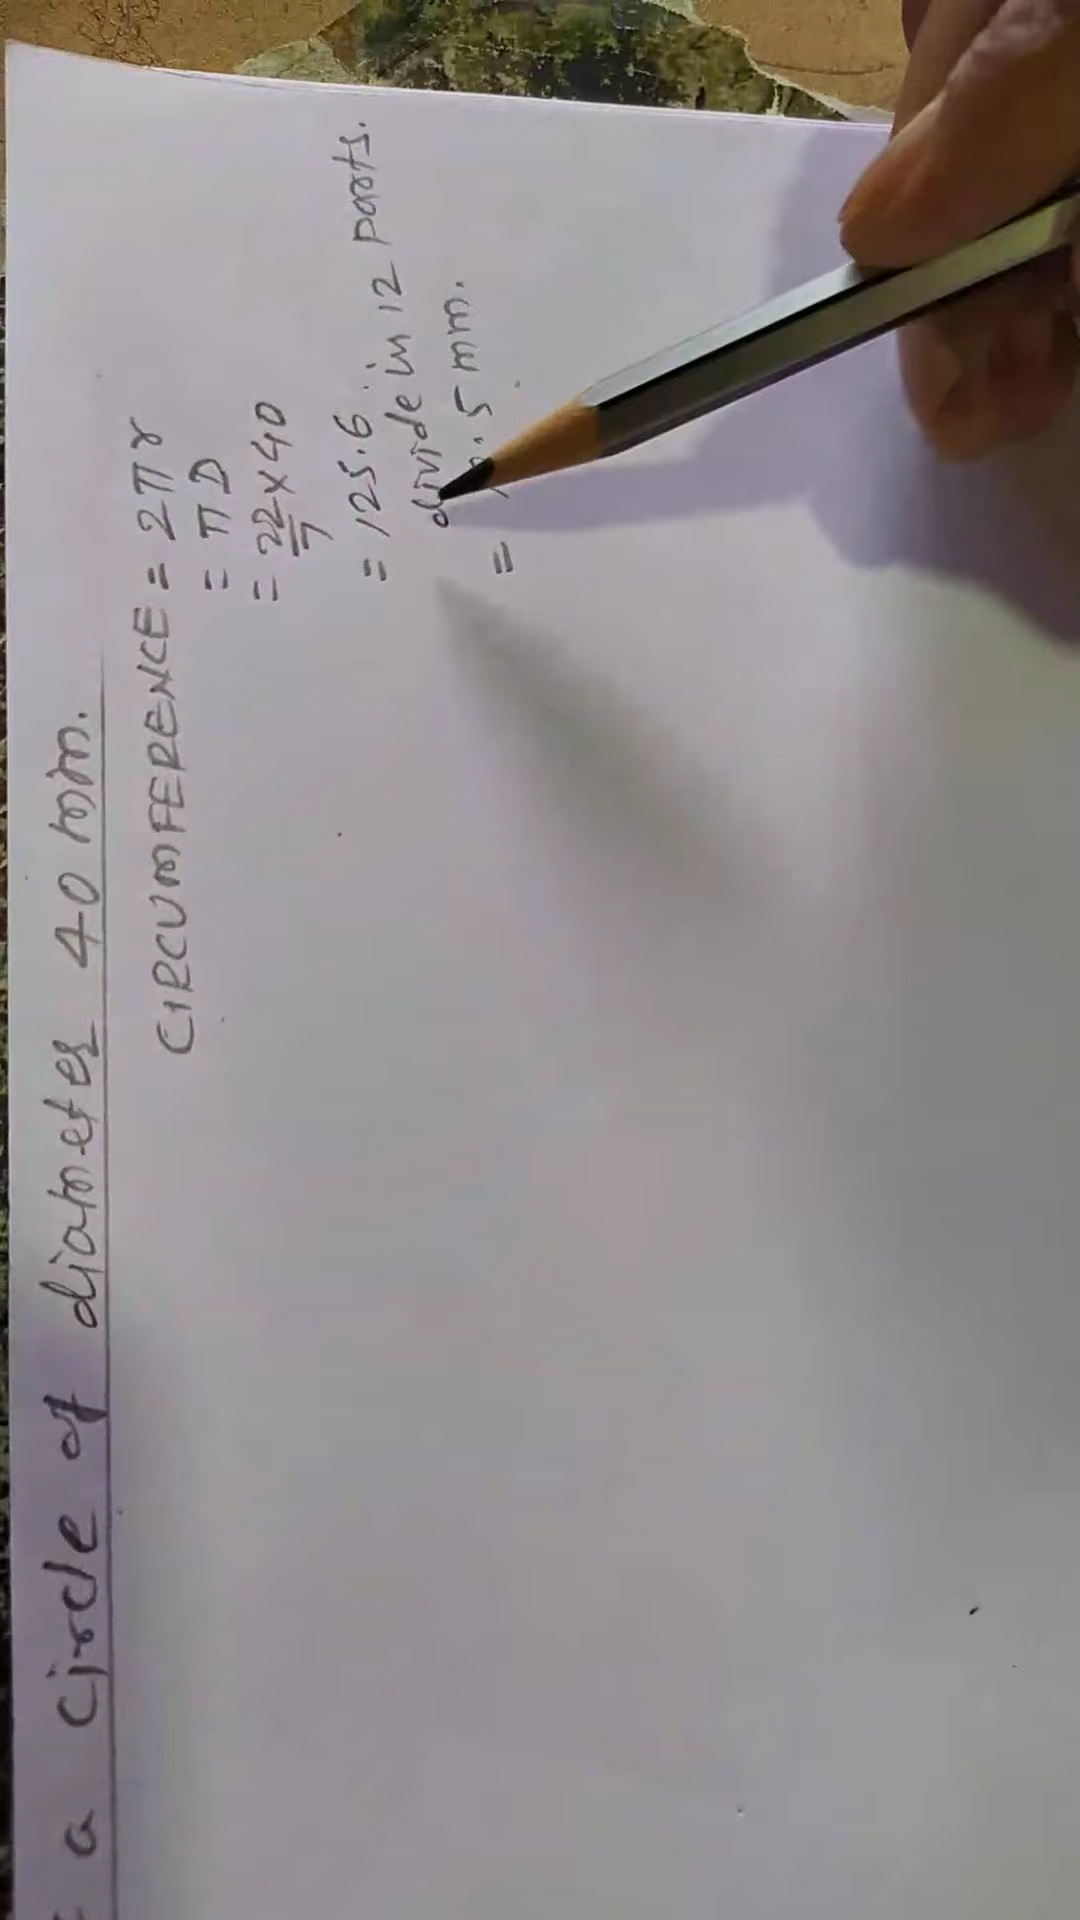 a circle of diameter 40 mm.
CIRCUMFERENCE = 2πr
= πD
= 22/7 × 40
= 125.6
divide in 12 parts.
= .5 mm.